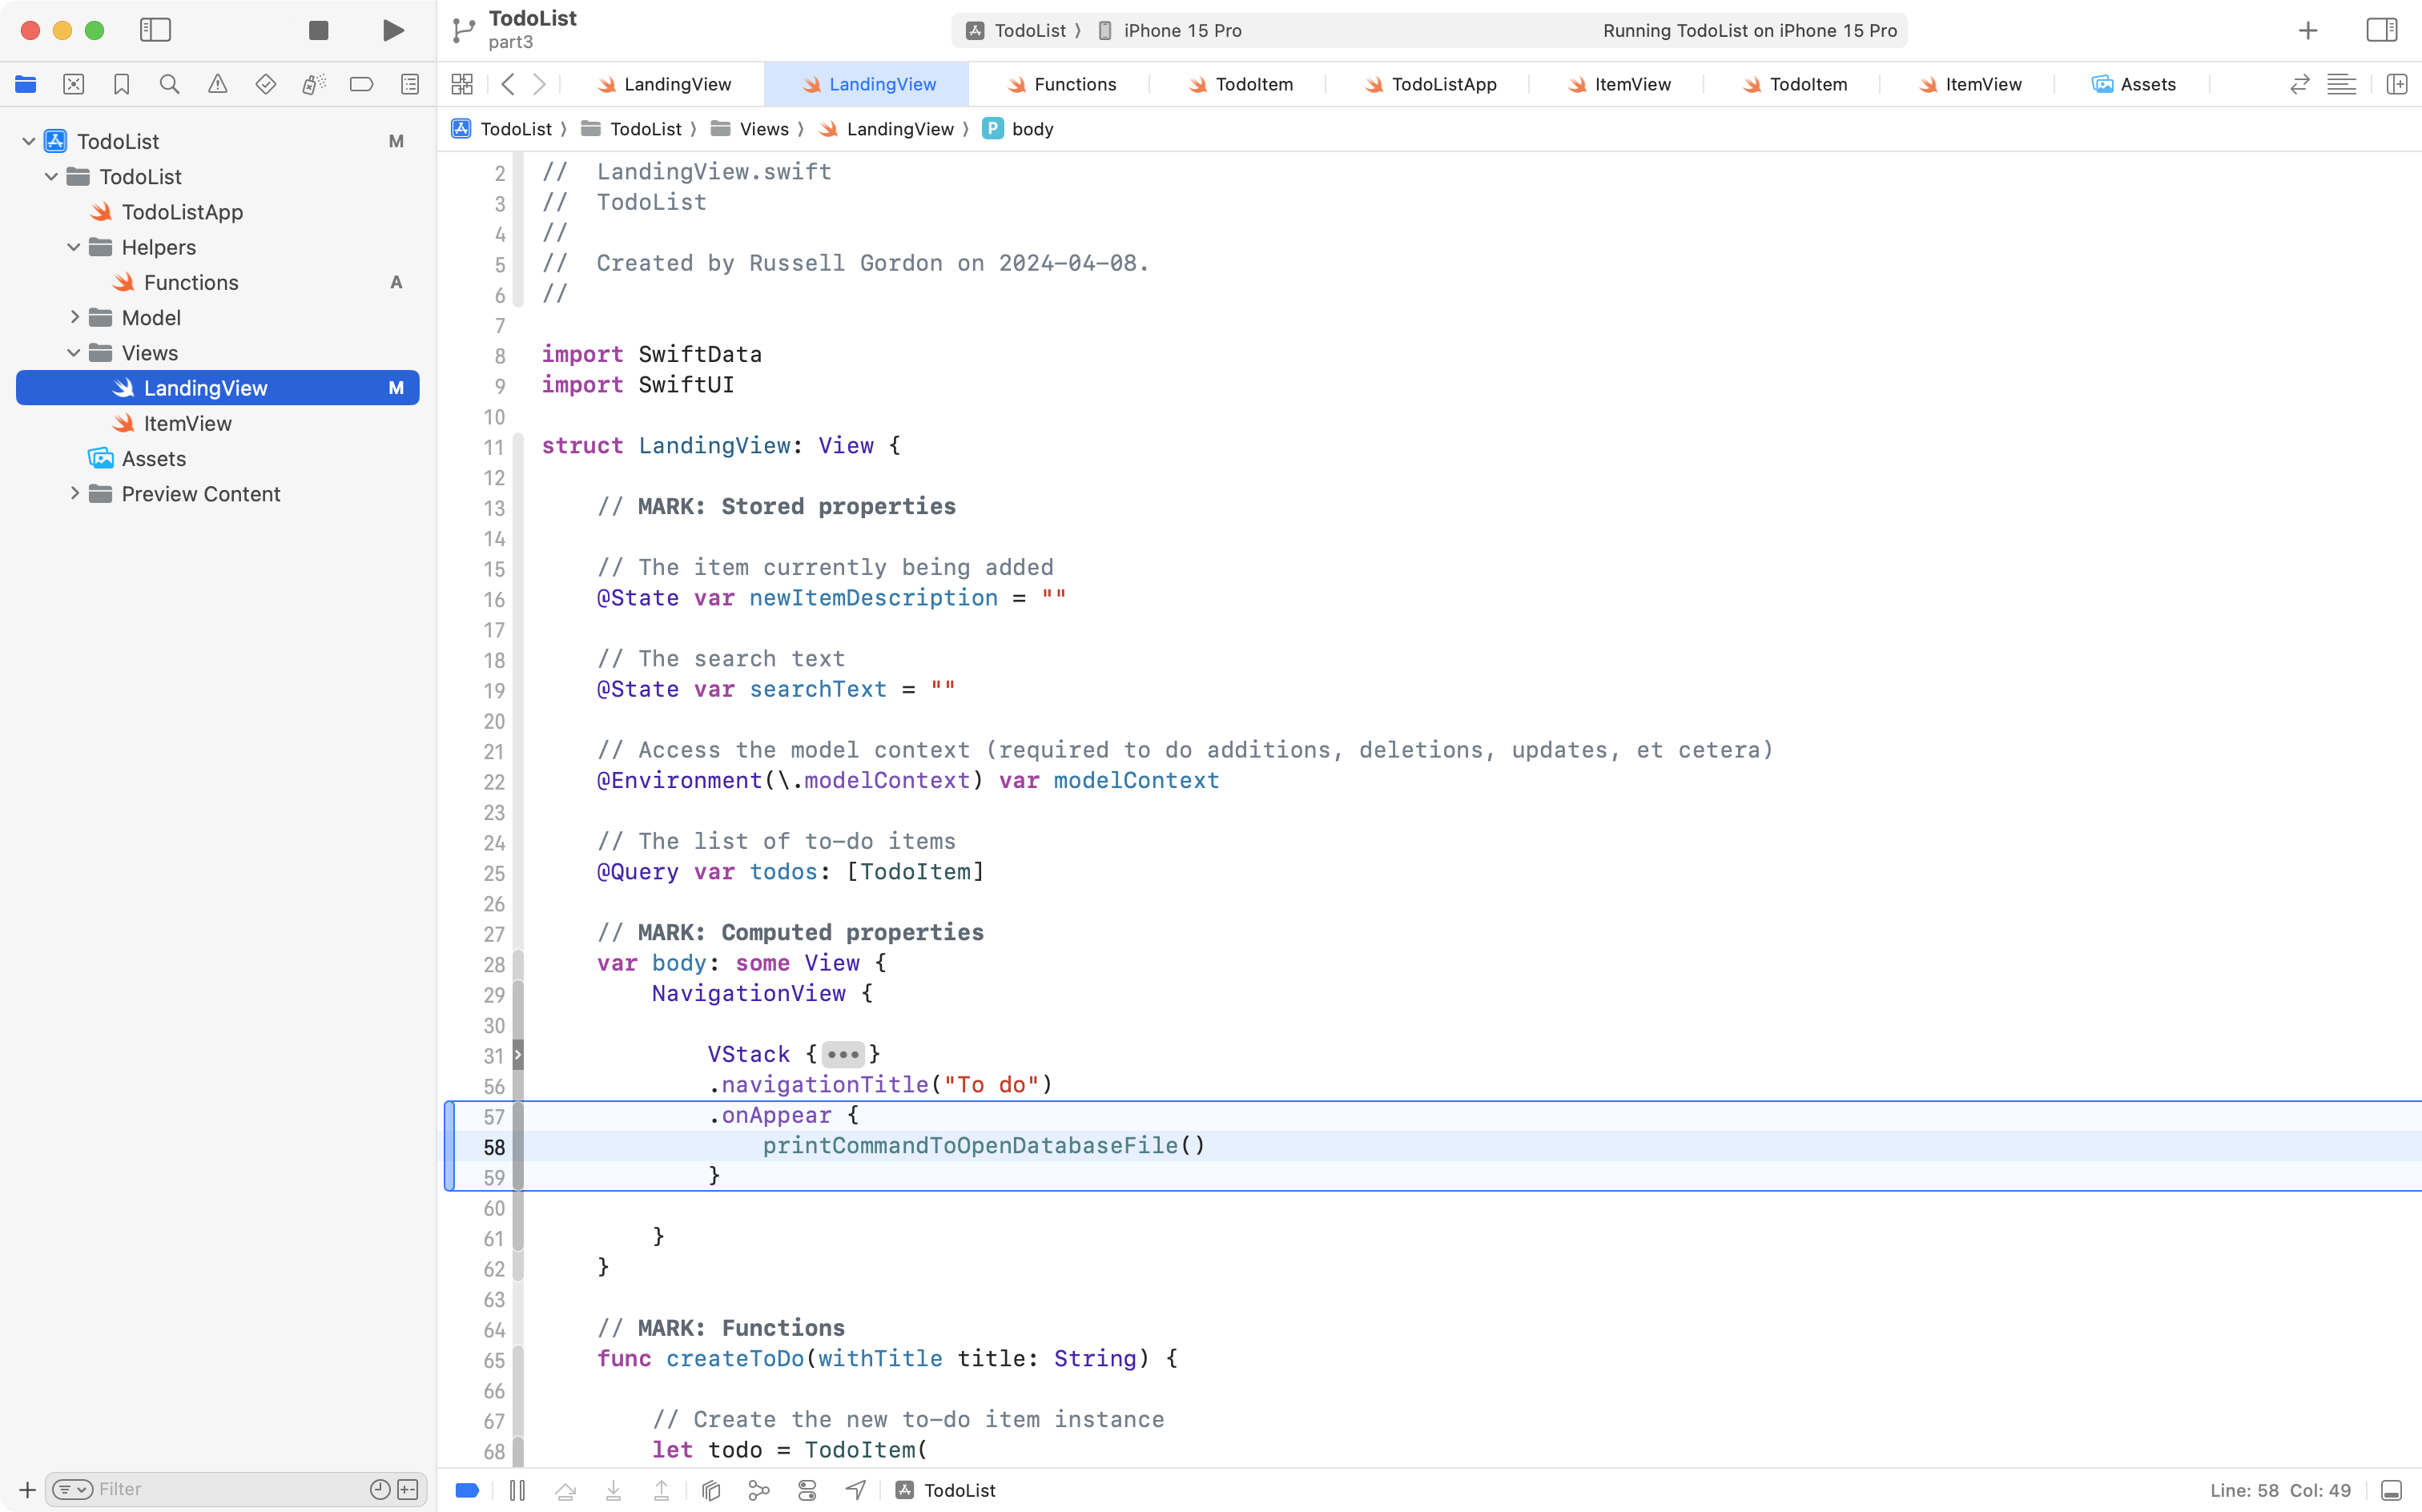 TodoList
part3
TodoList ⟩ iPhone 15 Pro
Running TodoList on iPhone 15 Pro
LandingView
LandingView
Functions
TodoItem
TodoListApp
ItemView
TodoItem
ItemView
Assets
TodoList ⟩ TodoList ⟩ Views ⟩ LandingView ⟩ P body
TodoList M
TodoList
TodoListApp
Helpers
Functions A
Model
Views
LandingView M
ItemView
Assets
Preview Content
Filter
2 //  LandingView.swift
3 //  TodoList
4 //
5 //  Created by Russell Gordon on 2024-04-08.
6 //
7
8 import SwiftData
9 import SwiftUI
10
11 struct LandingView: View {
12
13     // MARK: Stored properties
14
15     // The item currently being added
16     @State var newItemDescription = ""
17
18     // The search text
19     @State var searchText = ""
20
21     // Access the model context (required to do additions, deletions, updates, et cetera)
22     @Environment(\.modelContext) var modelContext
23
24     // The list of to-do items
25     @Query var todos: [TodoItem]
26
27     // MARK: Computed properties
28     var body: some View {
29         NavigationView {
30
31             VStack {•••}
56             .navigationTitle("To do")
57             .onAppear {
58                 printCommandToOpenDatabaseFile()
59             }
60
61         }
62     }
63
64     // MARK: Functions
65     func createToDo(withTitle title: String) {
66
67         // Create the new to-do item instance
68         let todo = TodoItem(
TodoList
Line: 58 Col: 49